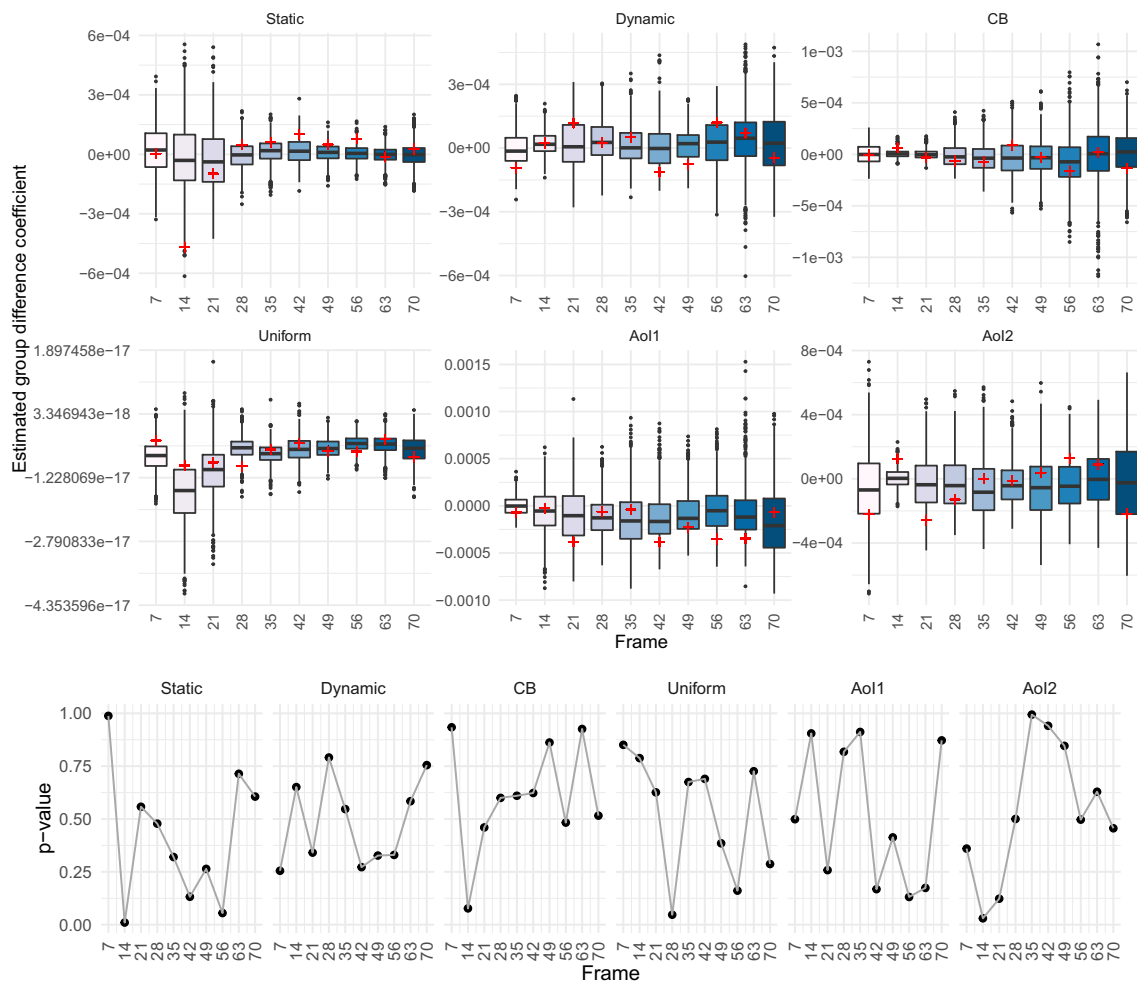 Static Dynamic CB
Estimated group difference coefficient
6e−04
3e−04
0e+00
−3e−04
−6e−04
3e−04
0e+00
−3e−04
−6e−04
1e−03
5e−04
0e+00
−5e−04
−1e−03
7 14 21 28 35 42 49 56 63 70
7 14 21 28 35 42 49 56 63 70
7 14 21 28 35 42 49 56 63 70
Uniform AoI1 AoI2
1.897458e−17
3.346943e−18
−1.228069e−17
−2.790833e−17
−4.353596e−17
0.0015
0.0010
0.0005
0.0000
−0.0005
−0.0010
8e−04
4e−04
0e+00
−4e−04
7 14 21 28 35 42 49 56 63 70
7 14 21 28 35 42 49 56 63 70
7 14 21 28 35 42 49 56 63 70
Frame
Static Dynamic CB Uniform AoI1 AoI2
p−value
1.00
0.75
0.50
0.25
0.00
7 14 21 28 35 42 49 56 63 70
7 14 21 28 35 42 49 56 63 70
7 14 21 28 35 42 49 56 63 70
7 14 21 28 35 42 49 56 63 70
7 14 21 28 35 42 49 56 63 70
7 14 21 28 35 42 49 56 63 70
Frame